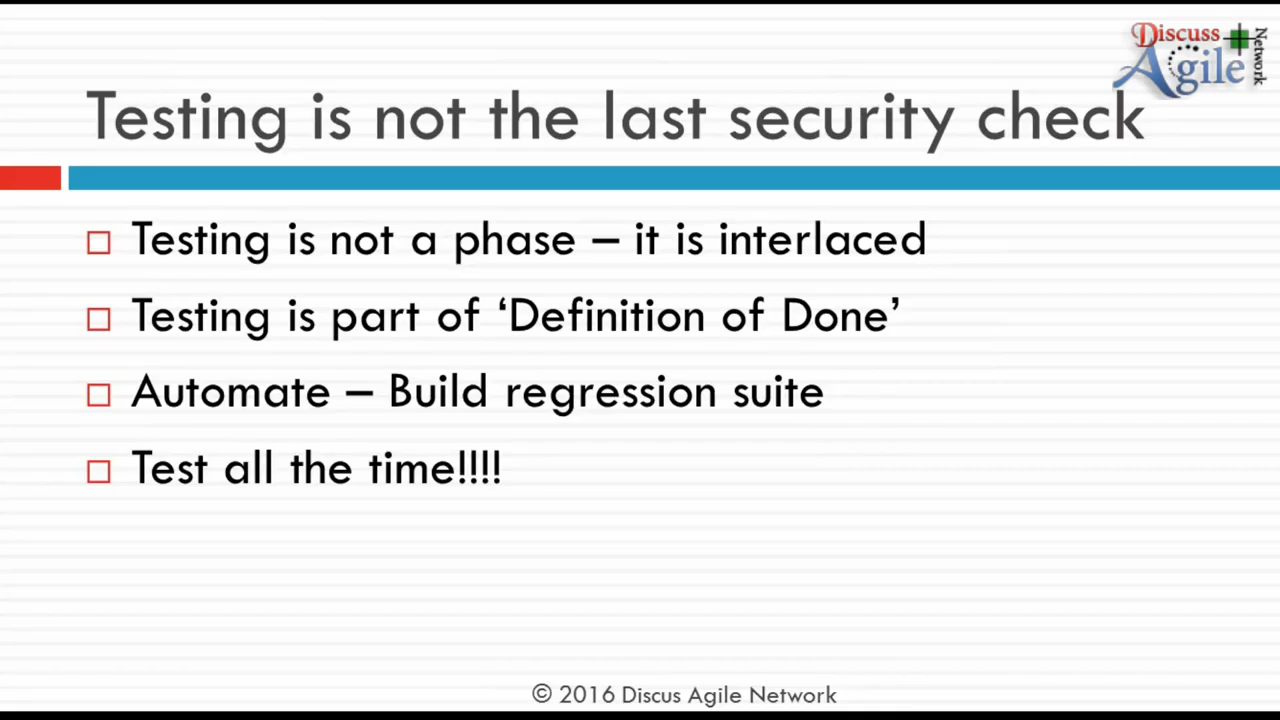 Discuss
Agile
Network
Testing is not the last security check
Testing is not a phase – it is interlaced
Testing is part of ‘Definition of Done’
Automate – Build regression suite
Test all the time!!!!
© 2016 Discus Agile Network